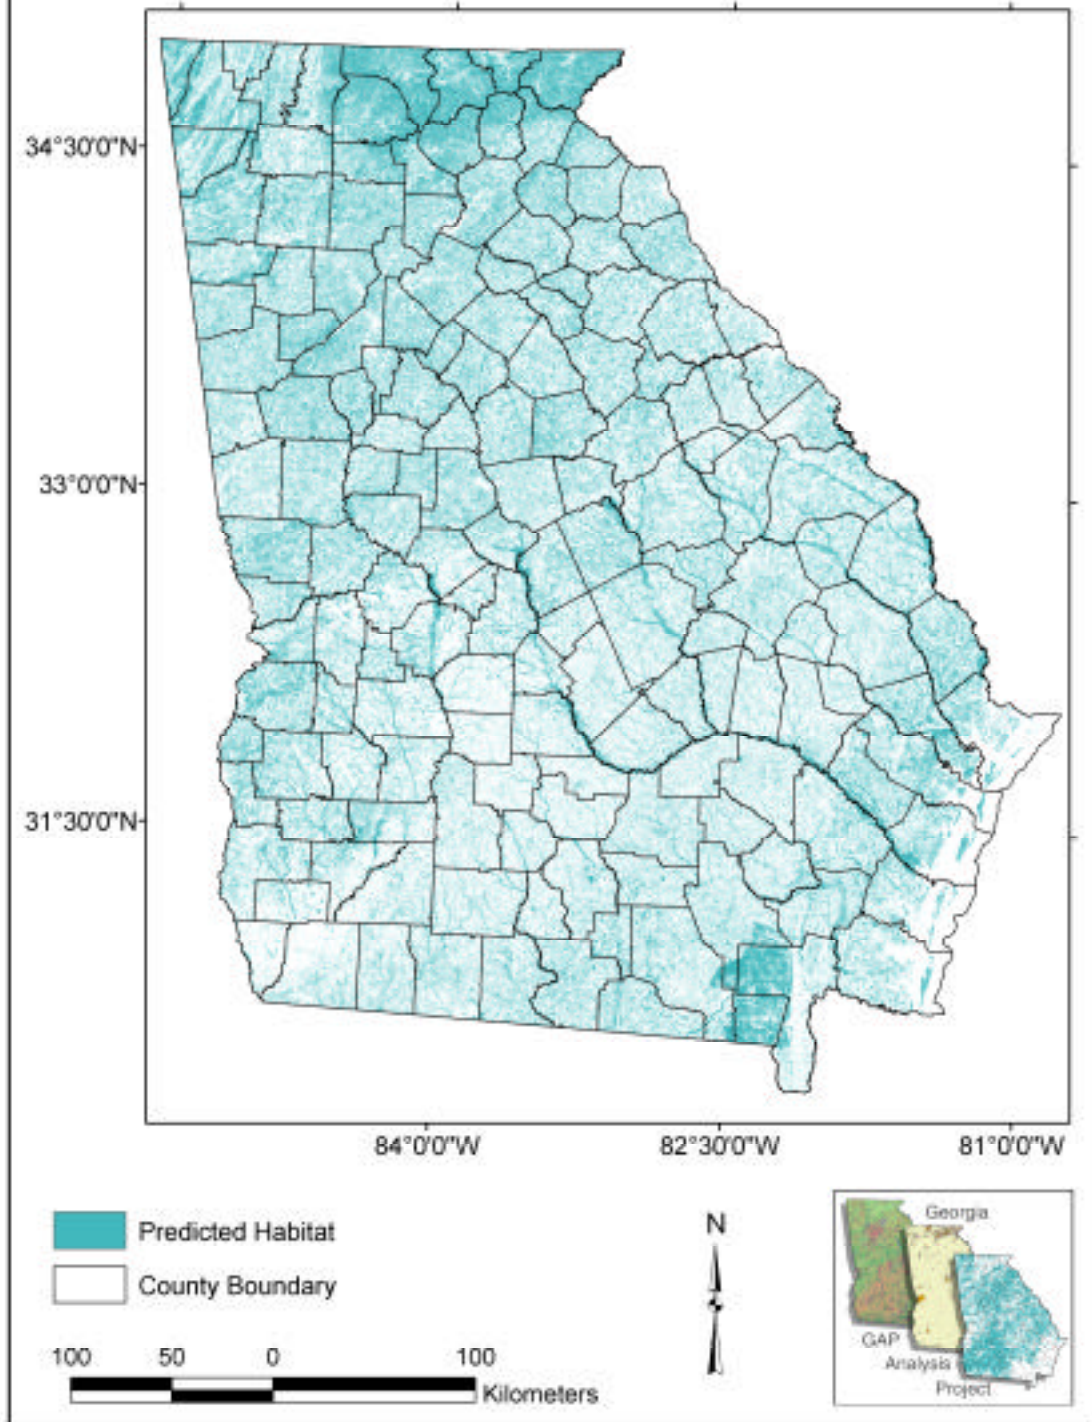 34°30'0"N
33°0'0"N
31°30'0"N
84°0'0"W 82°30'0"W 81°0'0"W
Predicted Habitat
County Boundary
N
100 50 0 100
Kilometers
Georgia
GAP
Analysis
Project